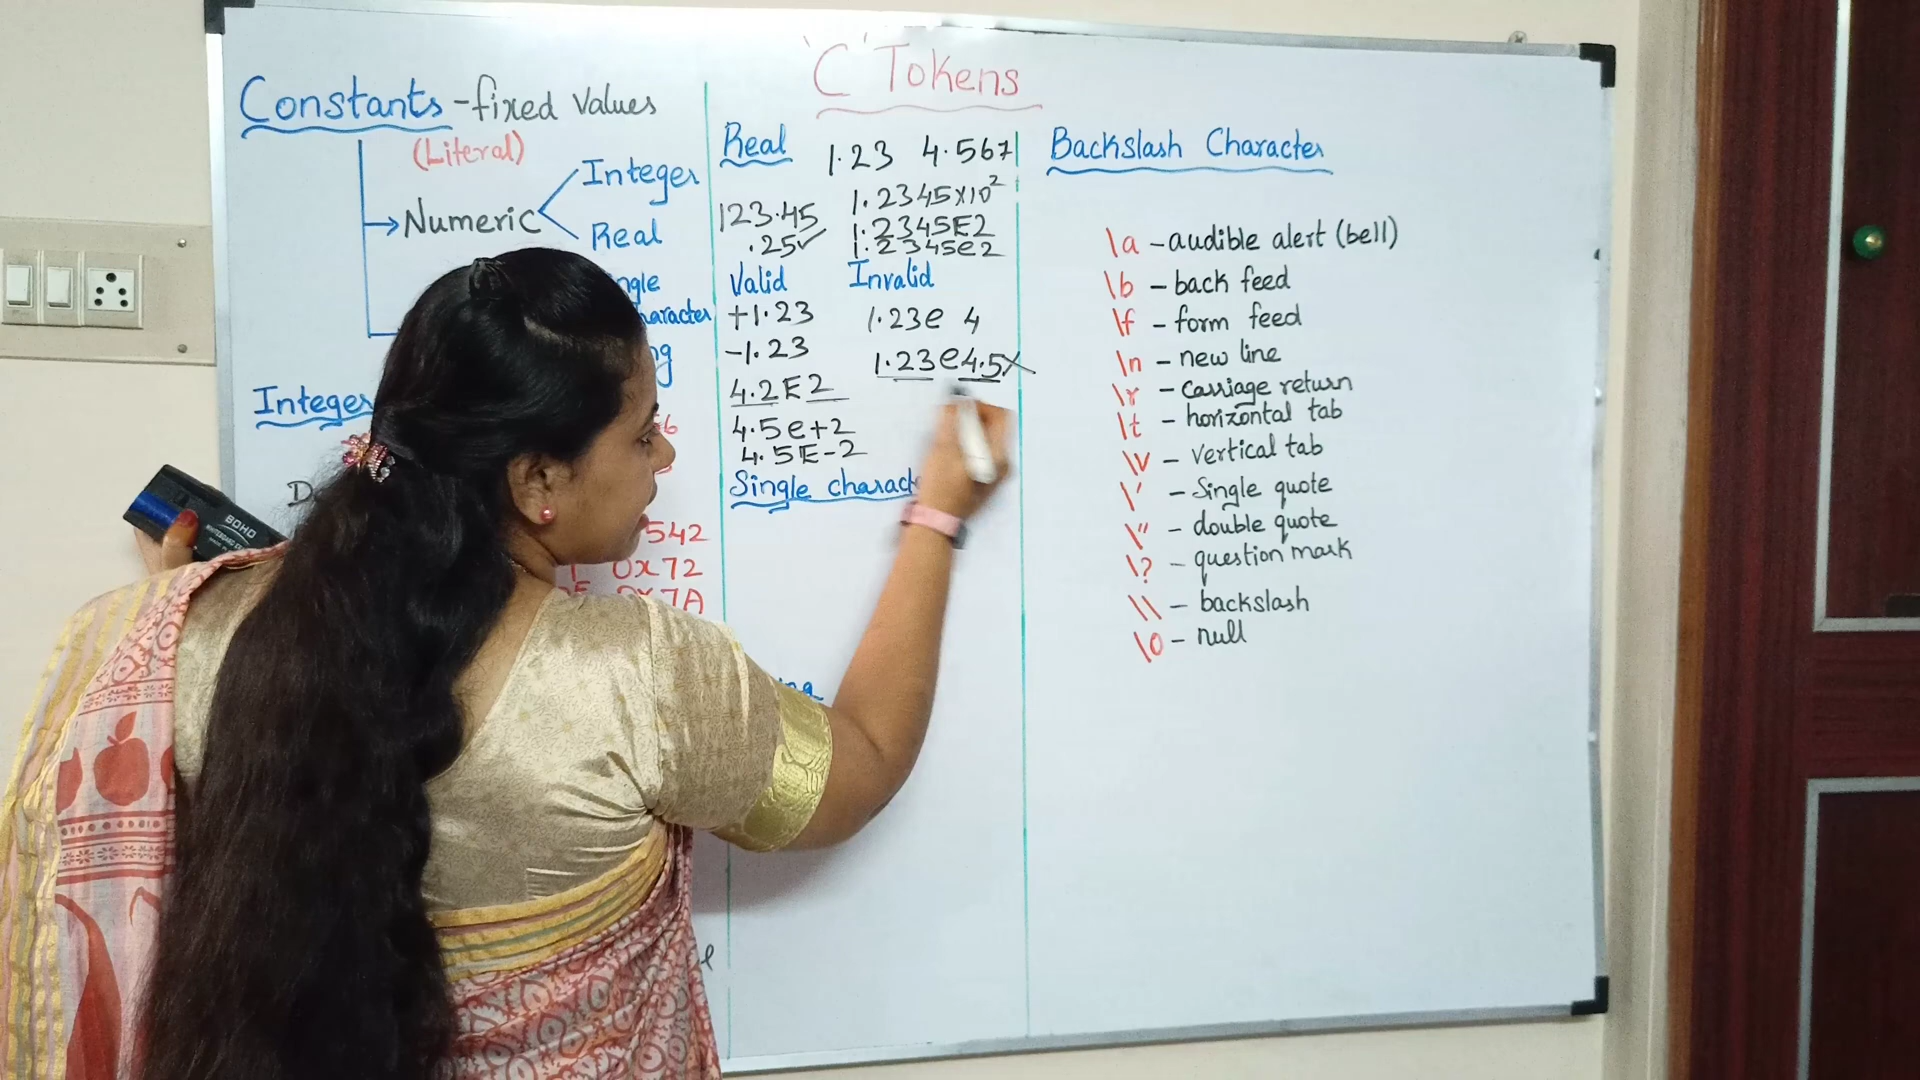 'C' Tokens
Constants - fixed values
(Literal)
Integer
Numeric
Real
Integer
542
0x72
Real
1.23 4.567
123.45
1.2345x10²
.25✓
1.2345E2
1.2345e2
Valid
Invalid
+1.23
1.23e 4
-1.23
1.23e4.5X
4.2E2
4.5e+2
4.5E-2
Single
Backslash Character
\a - audible alert (bell)
\b - back feed
\f - form feed
\n - new line
\r - carriage return
\t - horizontal tab
\v - vertical tab
\' - Single quote
\" - double quote
\? - question mark
\\ - backslash
\0 - null
BOHO